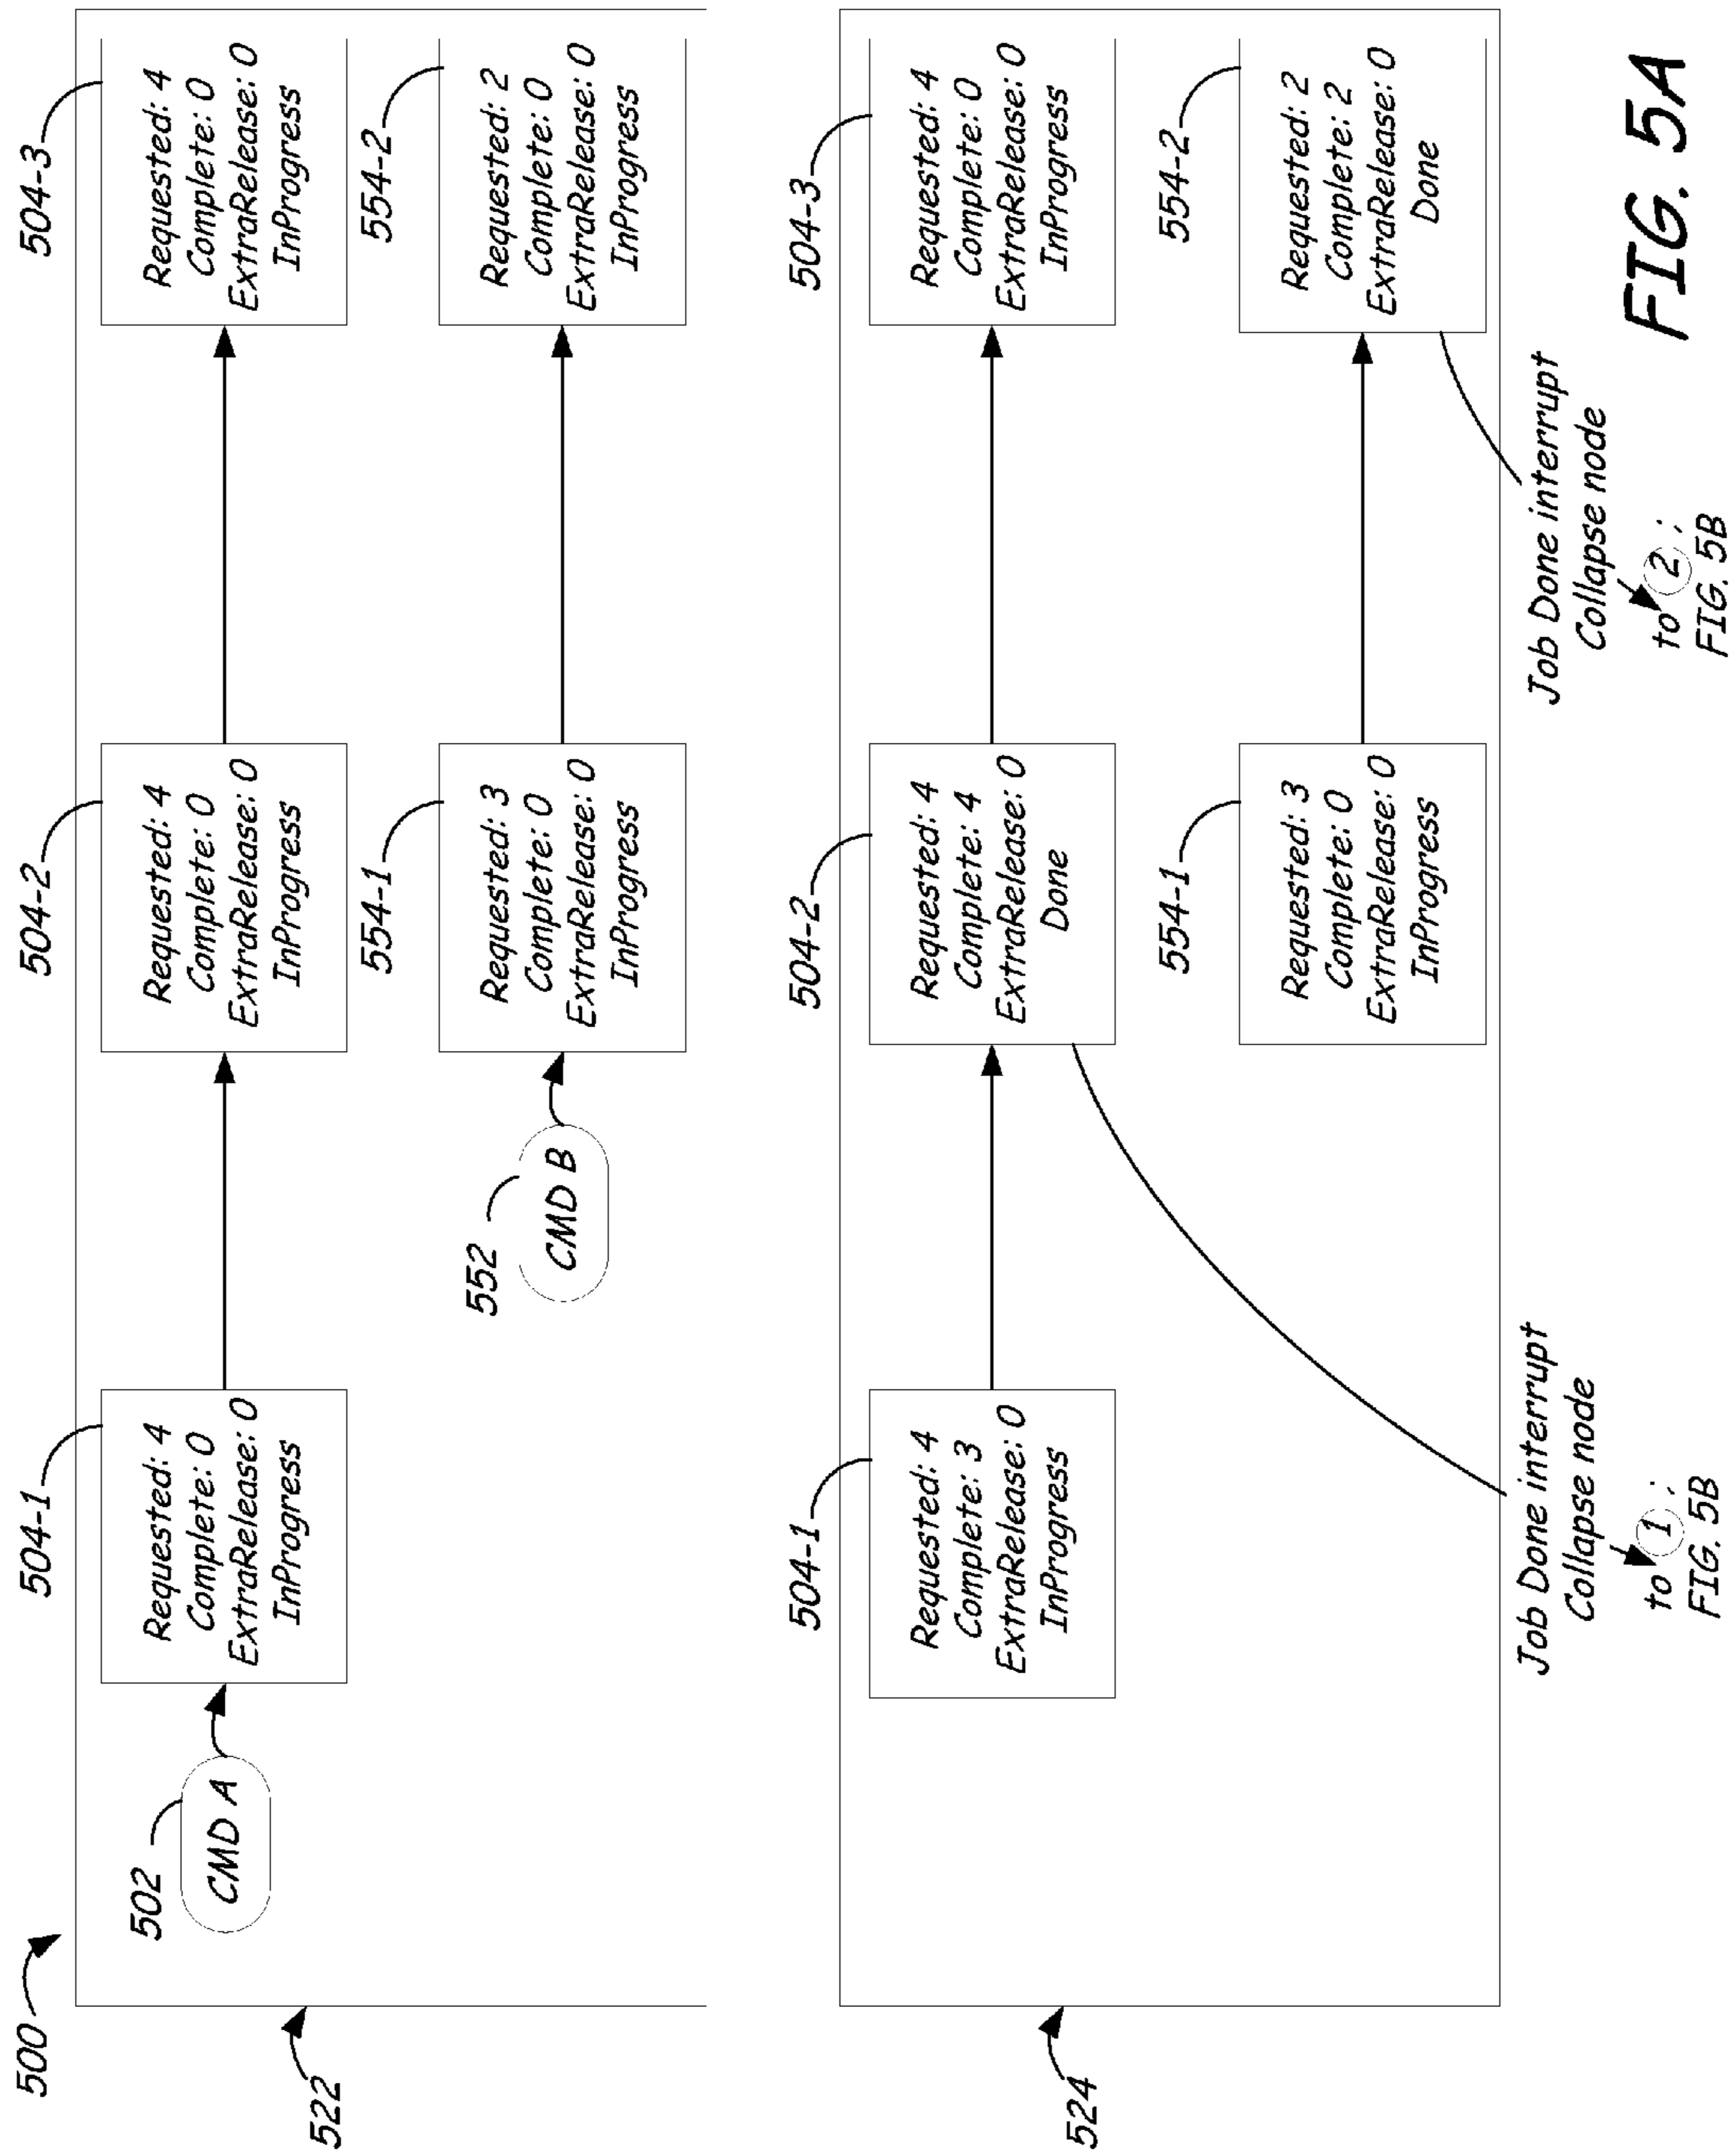 500
522
502
CMD A
504-1
Requested: 4
Complete: 0
ExtraRelease: 0
InProgress
504-2
Requested: 4
Complete: 0
ExtraRelease: 0
InProgress
504-3
Requested: 4
Complete: 0
ExtraRelease: 0
InProgress
552
CMD B
554-1
Requested: 3
Complete: 0
ExtraRelease: 0
InProgress
554-2
Requested: 2
Complete: 0
ExtraRelease: 0
InProgress
524
504-1
Requested: 4
Complete: 3
ExtraRelease: 0
InProgress
504-2
Requested: 4
Complete: 4
ExtraRelease: 0
Done
504-3
Requested: 4
Complete: 0
ExtraRelease: 0
InProgress
554-1
Requested: 3
Complete: 0
ExtraRelease: 0
InProgress
554-2
Requested: 2
Complete: 2
ExtraRelease: 0
Done
Job Done interrupt
Collapse node
to 1 ;
FIG. 5B
Job Done interrupt
Collapse node
to 2 ;
FIG. 5B
FIG. 5A